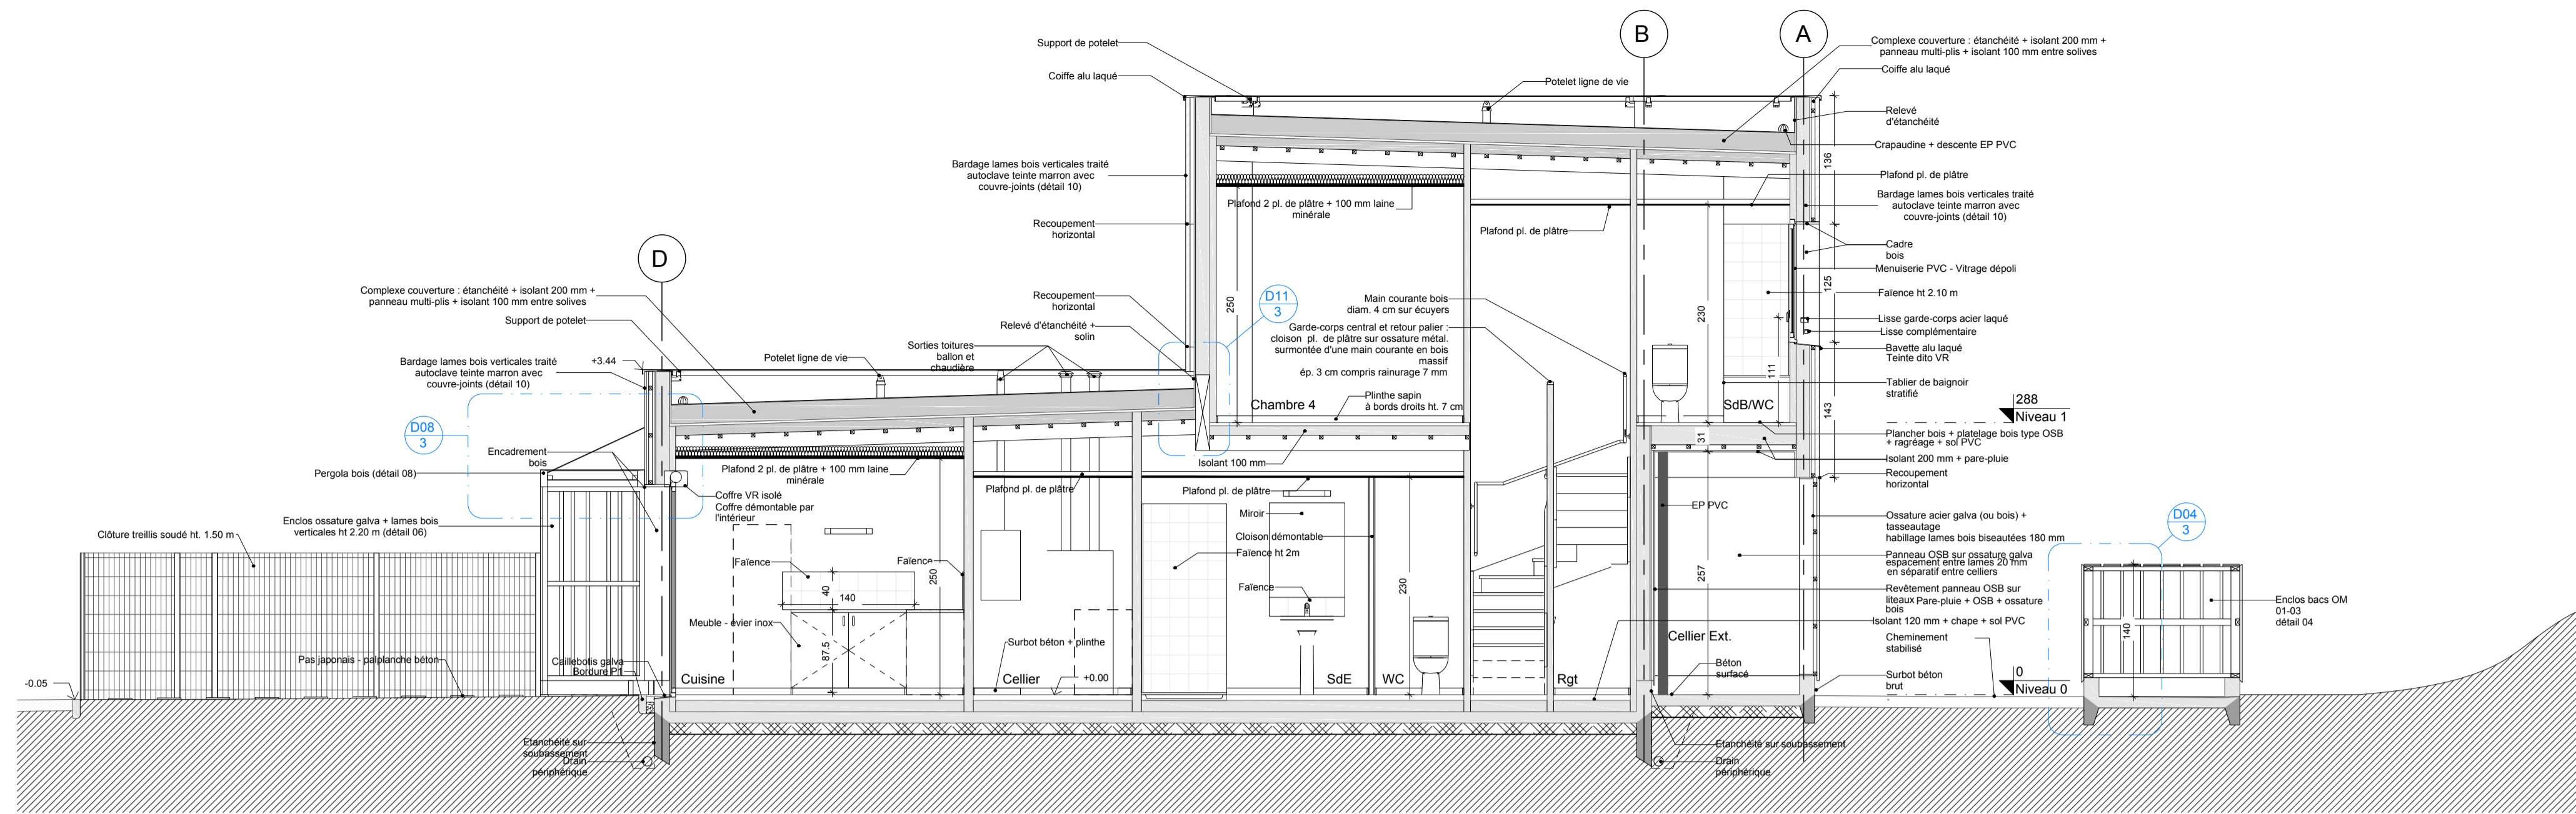 B
A
D
Support de potelet
Coiffe alu laqué
Potelet ligne de vie
Complexe couverture : étanchéité + isolant 200 mm +
panneau multi-plis + isolant 100 mm entre solives
Coiffe alu laqué
Relevé
d'étanchéité
Crapaudine + descente EP PVC
136
Plafond pl. de plâtre
Bardage lames bois verticales traité
autoclave teinte marron avec
couvre-joints (détail 10)
Cadre
bois
Menuiserie PVC - Vitrage dépoli
125
Faïence ht 2.10 m
Lisse garde-corps acier laqué
Lisse complémentaire
Bavette alu laqué
Teinte dito VR
111
Tablier de baignoir
stratifié
143
288
Niveau 1
Plancher bois + platelage bois type OSB
+ ragréage + sol PVC
Isolant 200 mm + pare-pluie
Recoupement
horizontal
Ossature acier galva (ou bois) +
tasseautage
habillage lames bois biseautées 180 mm
Panneau OSB sur ossature galva
espacement entre lames 20 mm
en séparatif entre celliers
Revêtement panneau OSB sur
liteaux Pare-pluie + OSB + ossature
bois
Isolant 120 mm + chape + sol PVC
Cheminement
stabilisé
Surbot béton
brut
0
Niveau 0
D04
3
140
Enclos bacs OM
01-03
détail 04
Bardage lames bois verticales traité
autoclave teinte marron avec
couvre-joints (détail 10)
Recoupement
horizontal
Recoupement
horizontal
Relevé d'étanchéité +
solin
D11
3
Plafond 2 pl. de plâtre + 100 mm laine
minérale
250
Plafond pl. de plâtre
230
Main courante bois
diam. 4 cm sur écuyers
Garde-corps central et retour palier :
cloison pl. de plâtre sur ossature métal.
surmontée d'une main courante en bois
massif
ép. 3 cm compris rainurage 7 mm
Plinthe sapin
à bords droits ht. 7 cm
Chambre 4
SdB/WC
31
Isolant 100 mm
Complexe couverture : étanchéité + isolant 200 mm +
panneau multi-plis + isolant 100 mm entre solives
Support de potelet
Bardage lames bois verticales traité
autoclave teinte marron avec
couvre-joints (détail 10)
+3.44
Potelet ligne de vie
Sorties toitures
ballon et
chaudière
D08
3
Encadrement
bois
Pergola bois (détail 08)
Enclos ossature galva + lames bois
verticales ht 2.20 m (détail 06)
Clôture treillis soudé ht. 1.50 m
Coffre VR isolé
Coffre démontable par
l'intérieur
Plafond 2 pl. de plâtre + 100 mm laine
minérale
Plafond pl. de plâtre
Plafond pl. de plâtre
Miroir
Cloison démontable
Faïence ht 2m
Faïence
Faïence
Faïence
40
140
87.5
250
230
257
EP PVC
Meuble - évier inox
Surbot béton + plinthe
+0.00
Cuisine
Cellier
SdE
WC
Rgt
Cellier Ext.
Béton
surfacé
-0.05
Pas japonais - palplanche béton
Caillebotis galva
Bordure P1
Etanchéité sur
soubassement
Drain
périphérique
Etanchéité sur soubassement
Drain
périphérique